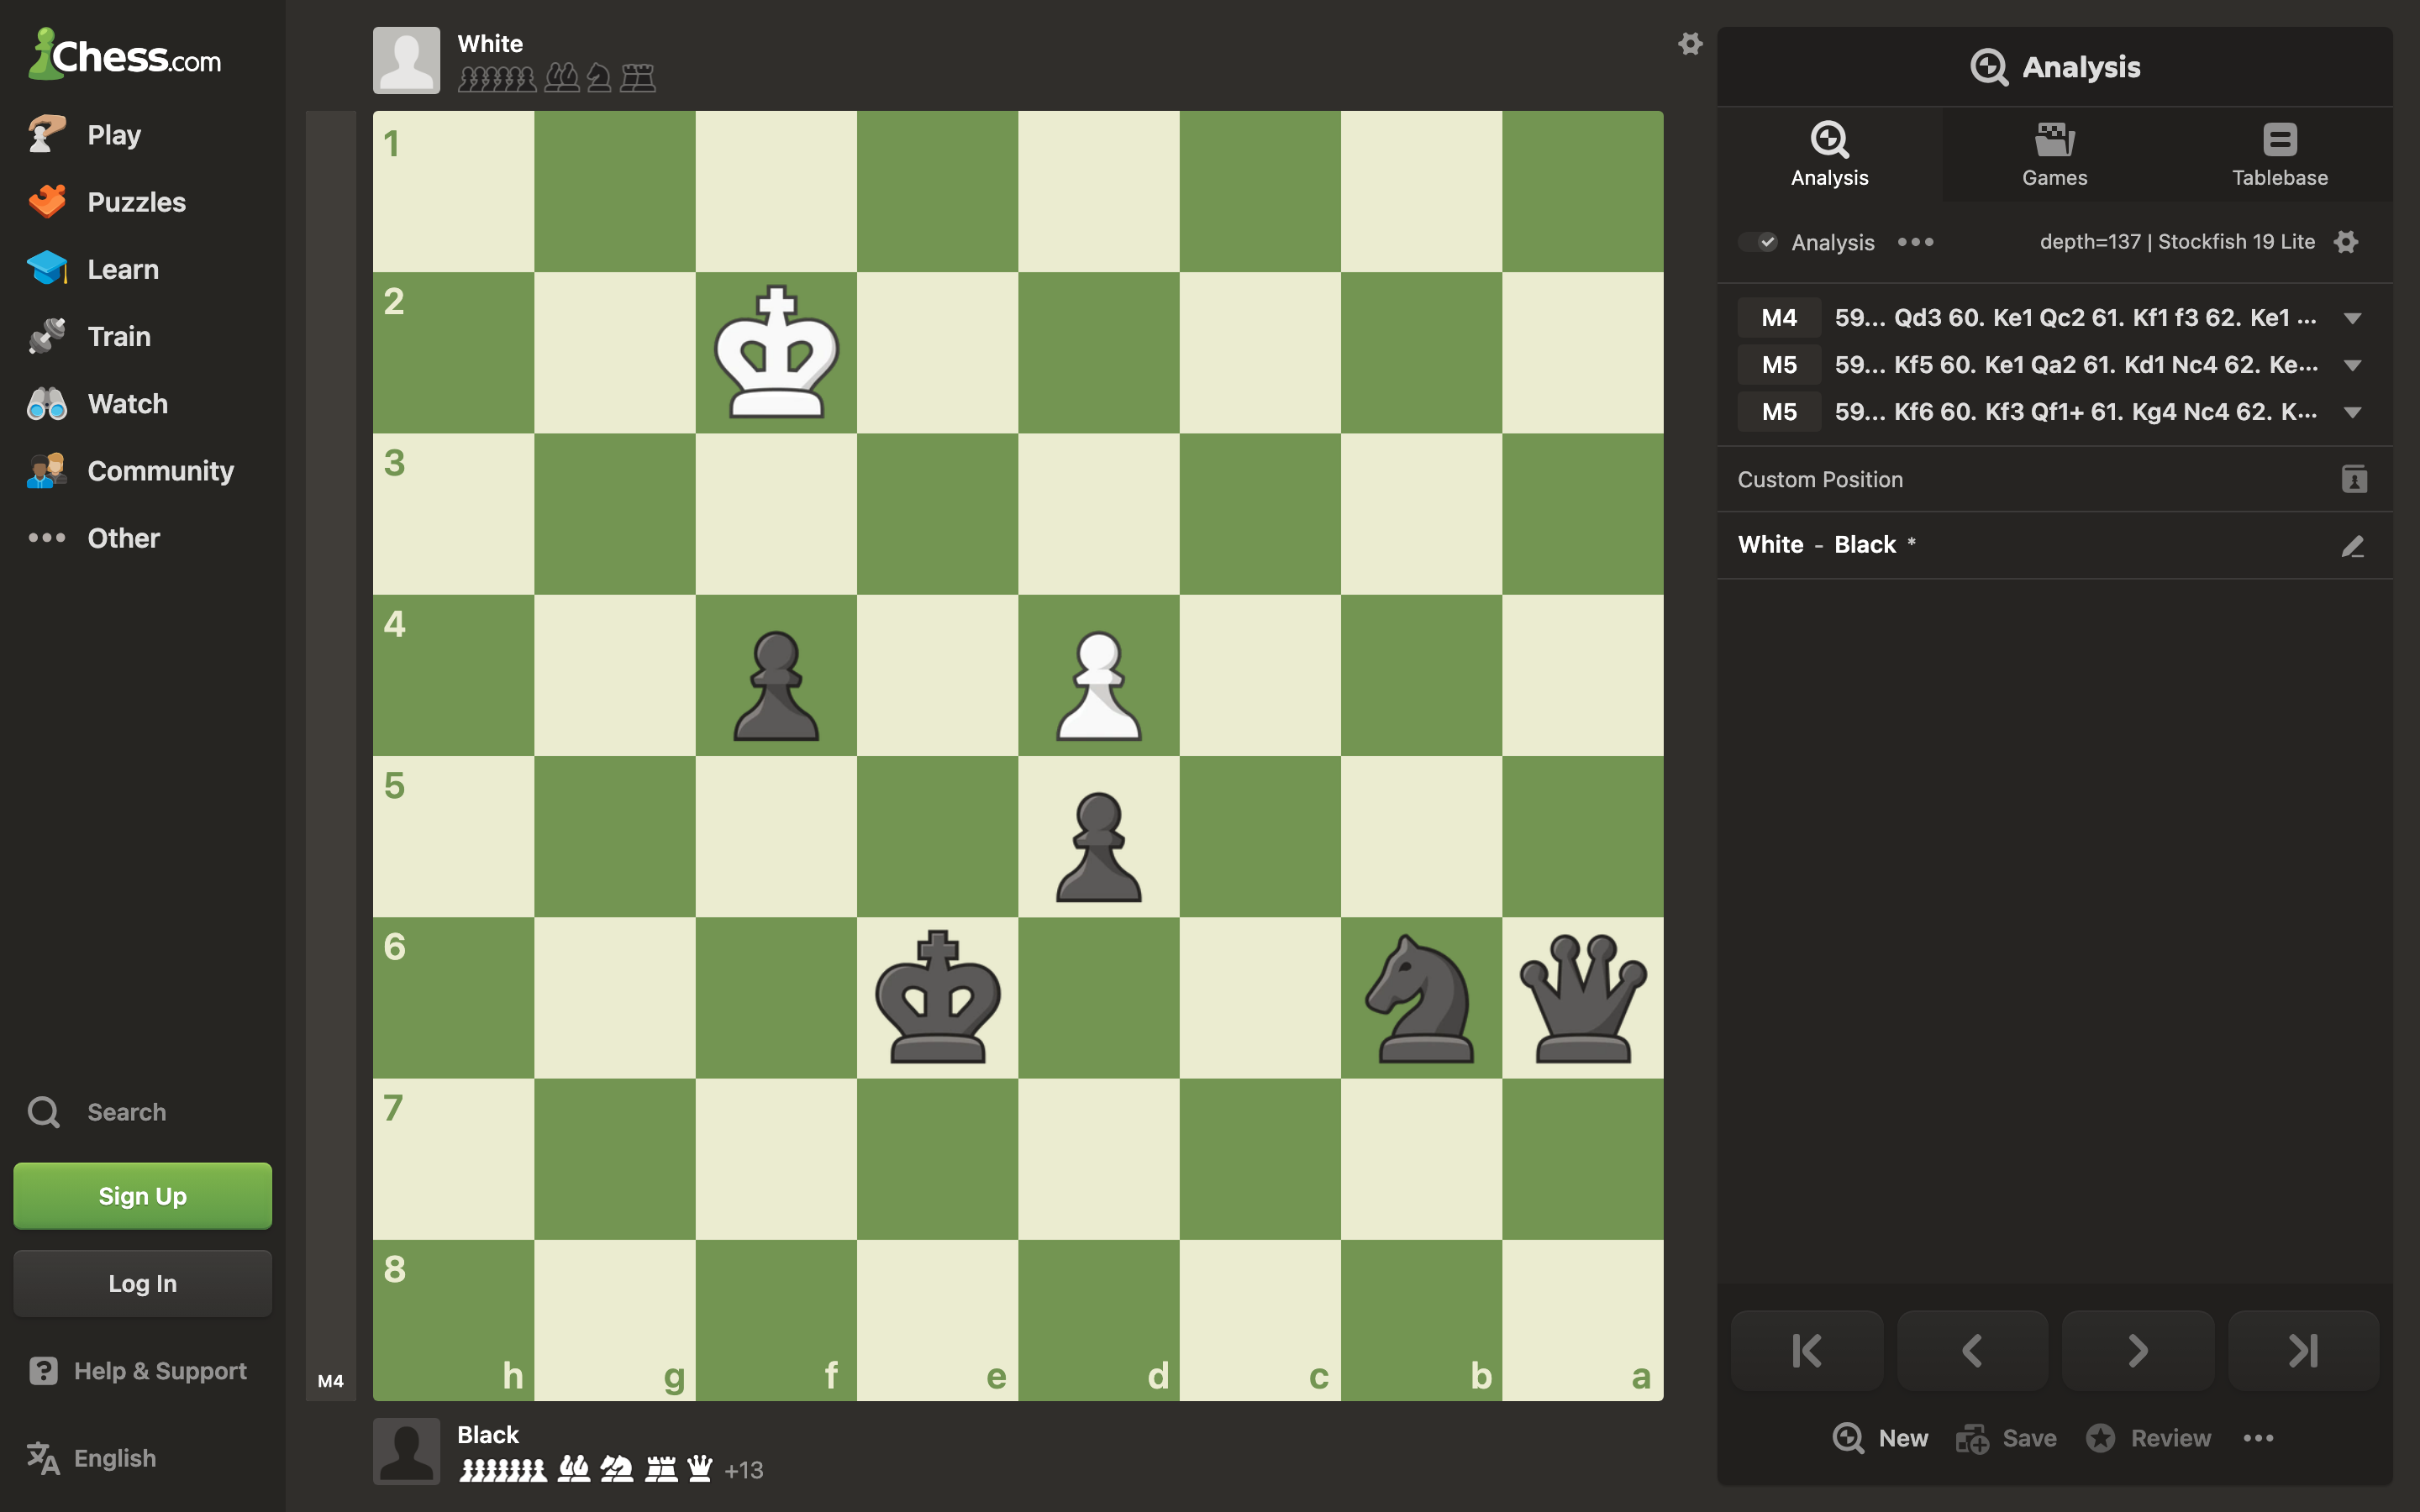 Chess.com
Play
Puzzles
Learn
Train
Watch
Community
Other
Search
Sign Up
Log In
Help & Support
English
White
M4
1
2
3
4
5
6
7
8
h g f e d c b a
Black
+13
Analysis
Analysis
Games
Tablebase
Analysis
depth=137 | Stockfish 19 Lite
M4 59... Qd3 60. Ke1 Qc2 61. Kf1 f3 62. Ke1 ...
M5 59... Kf5 60. Ke1 Qa2 61. Kd1 Nc4 62. Ke...
M5 59... Kf6 60. Kf3 Qf1+ 61. Kg4 Nc4 62. K...
Custom Position
White - Black *
New
Save
Review